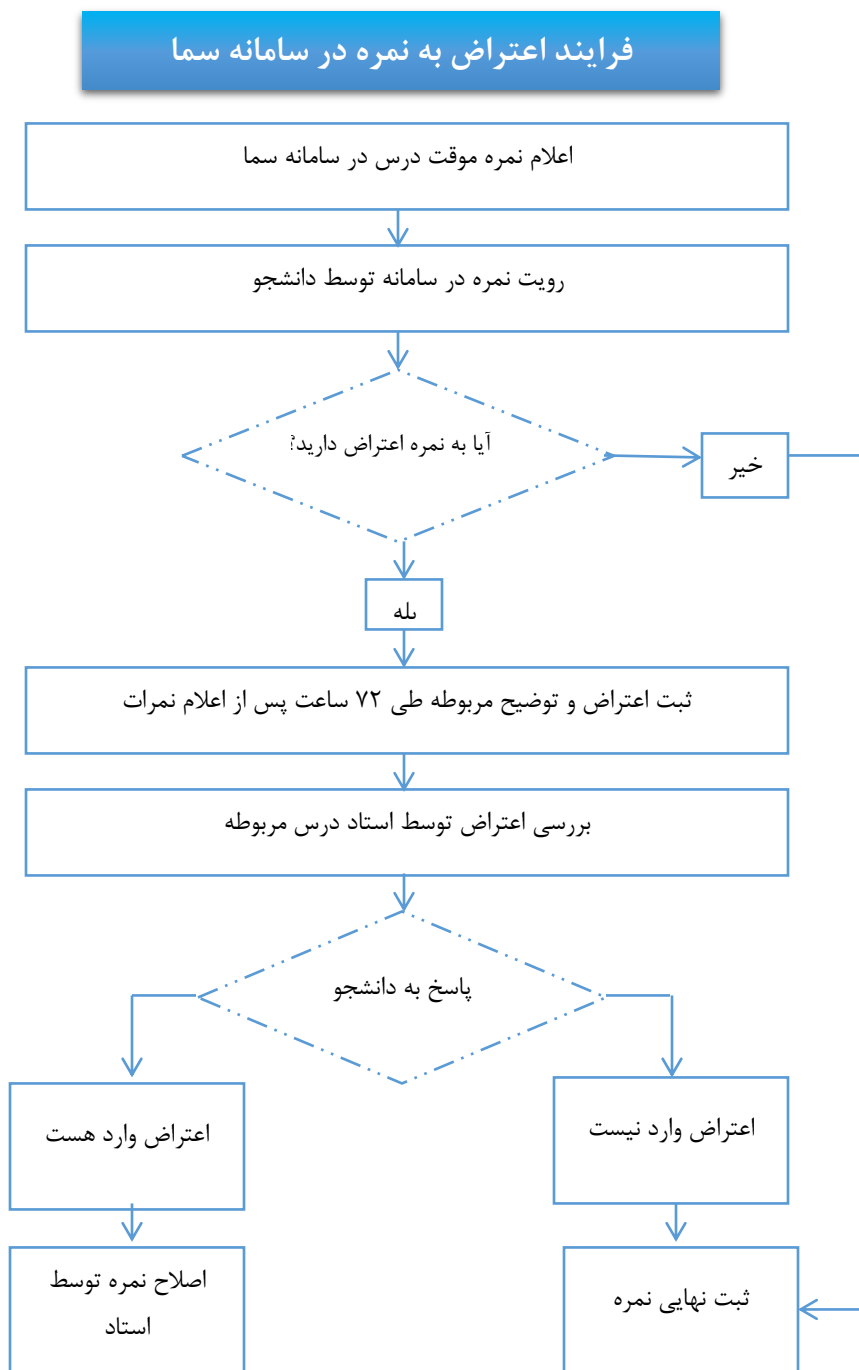 فرایند اعتراض به نمره در سامانه سما
اعلام نمره موقت درس در سامانه سما
رویت نمره در سامانه توسط دانشجو
آیا به نمره اعتراض دارید؟
خیر
بله
ثبت اعتراض و توضیح مربوطه طی ۷۲ ساعت پس از اعلام نمرات
بررسی اعتراض توسط استاد درس مربوطه
پاسخ به دانشجو
اعتراض وارد نیست
اعتراض وارد هست
ثبت نهایی نمره
اصلاح نمره توسط
استاد